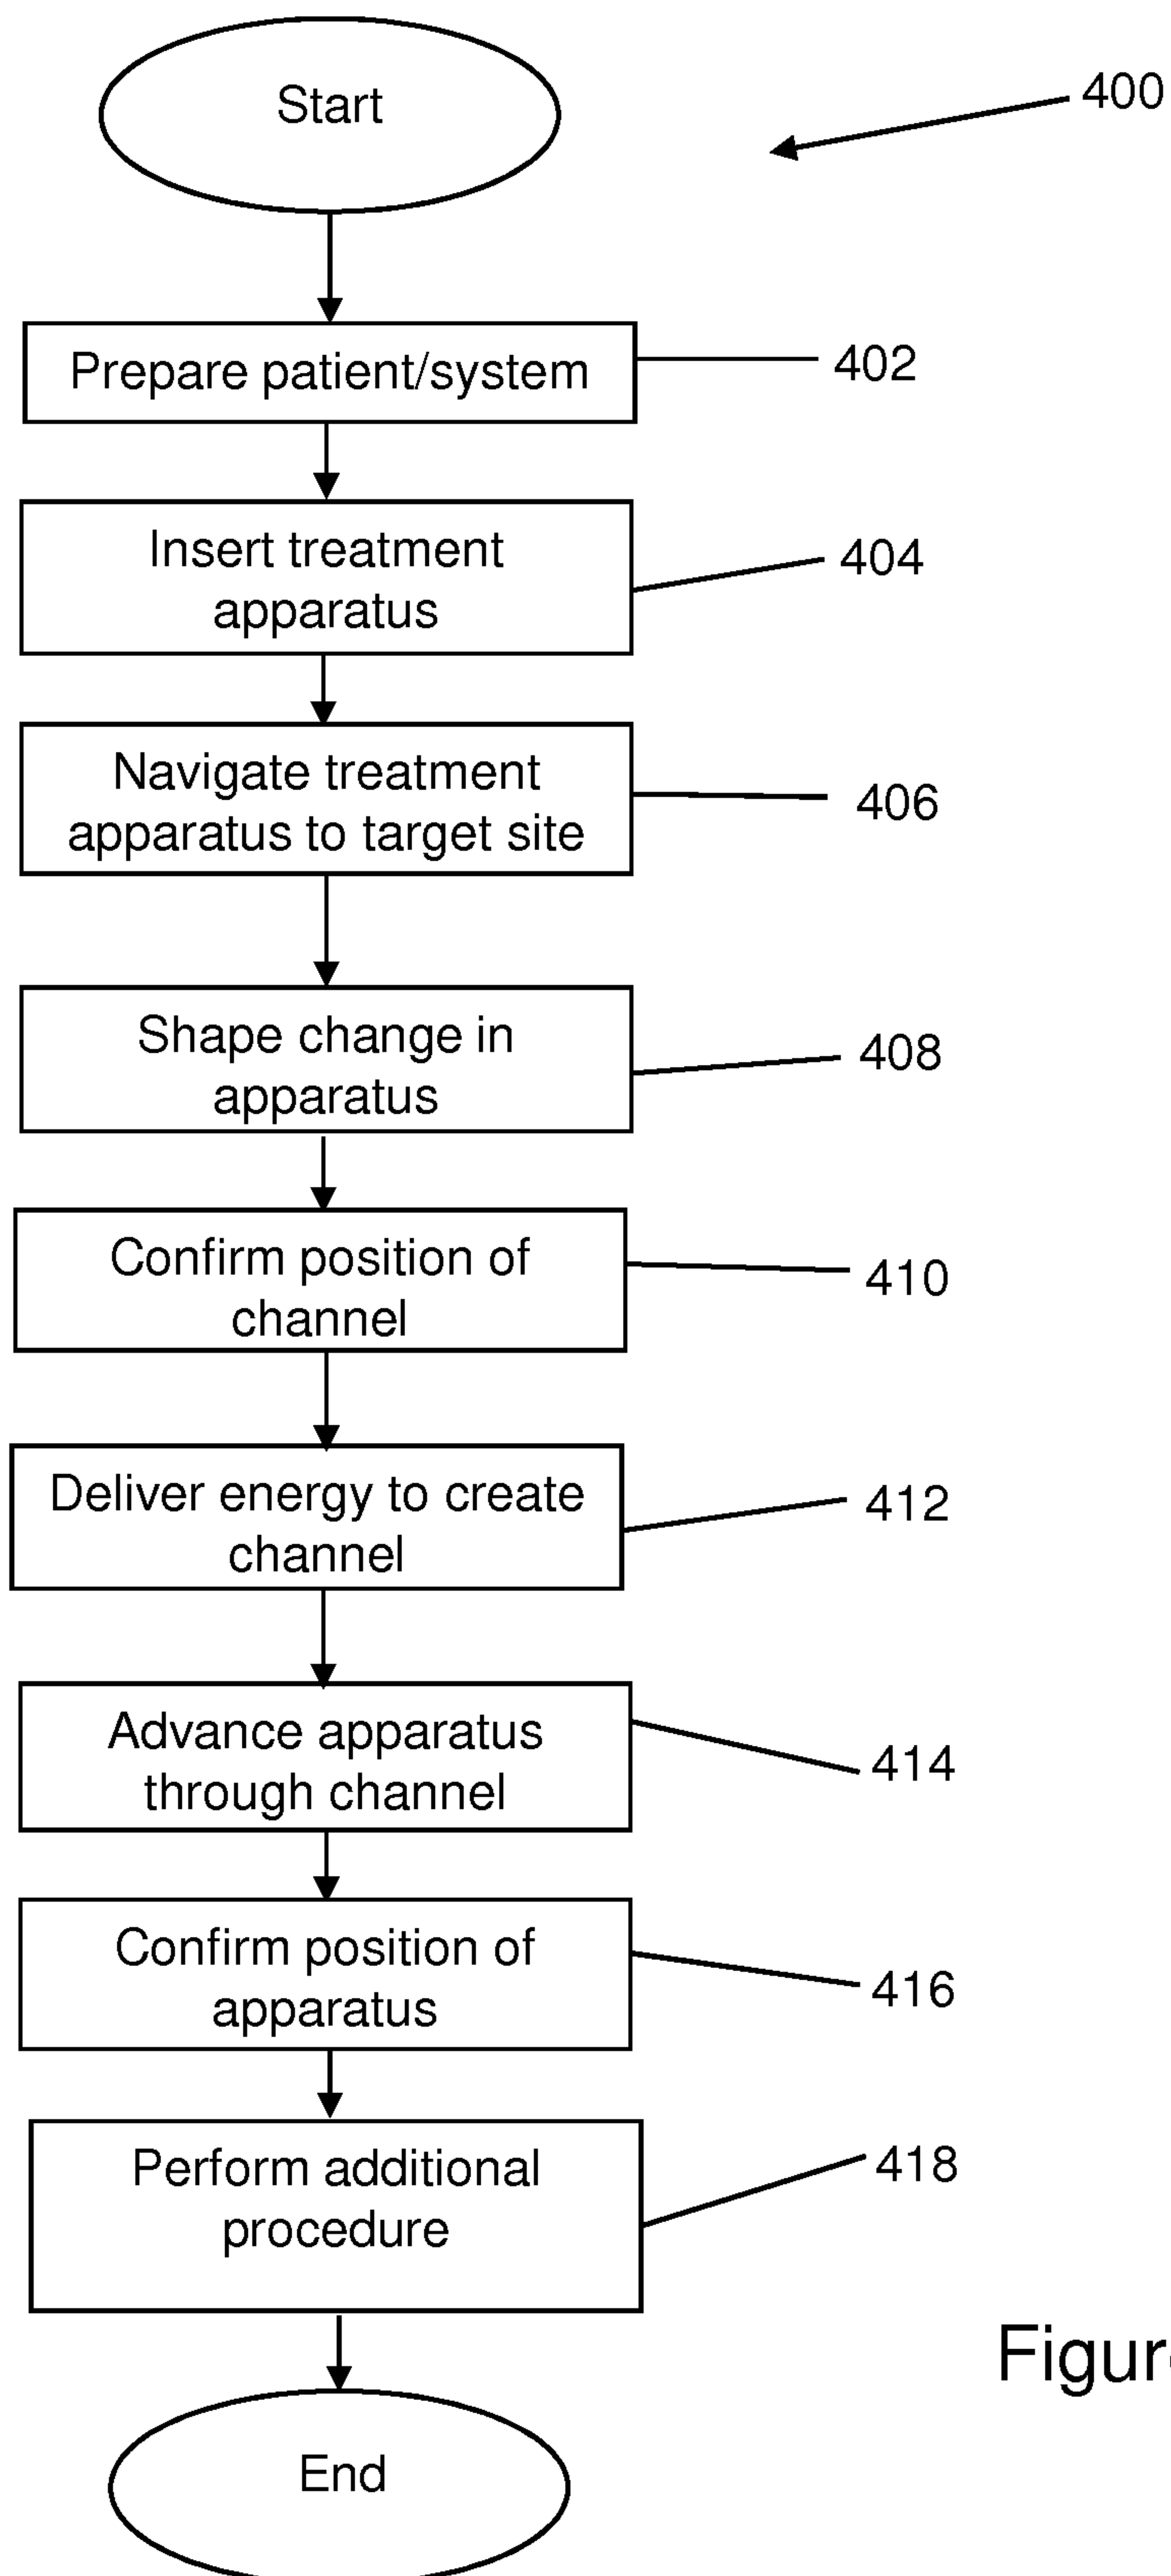 Start
400
Prepare patient/system
402
Insert treatment
apparatus
404
Navigate treatment
apparatus to target site
406
Shape change in
apparatus
408
Confirm position of
channel
410
Deliver energy to create
channel
412
Advance apparatus
through channel
414
Confirm position of
apparatus
416
Perform additional
procedure
418
End